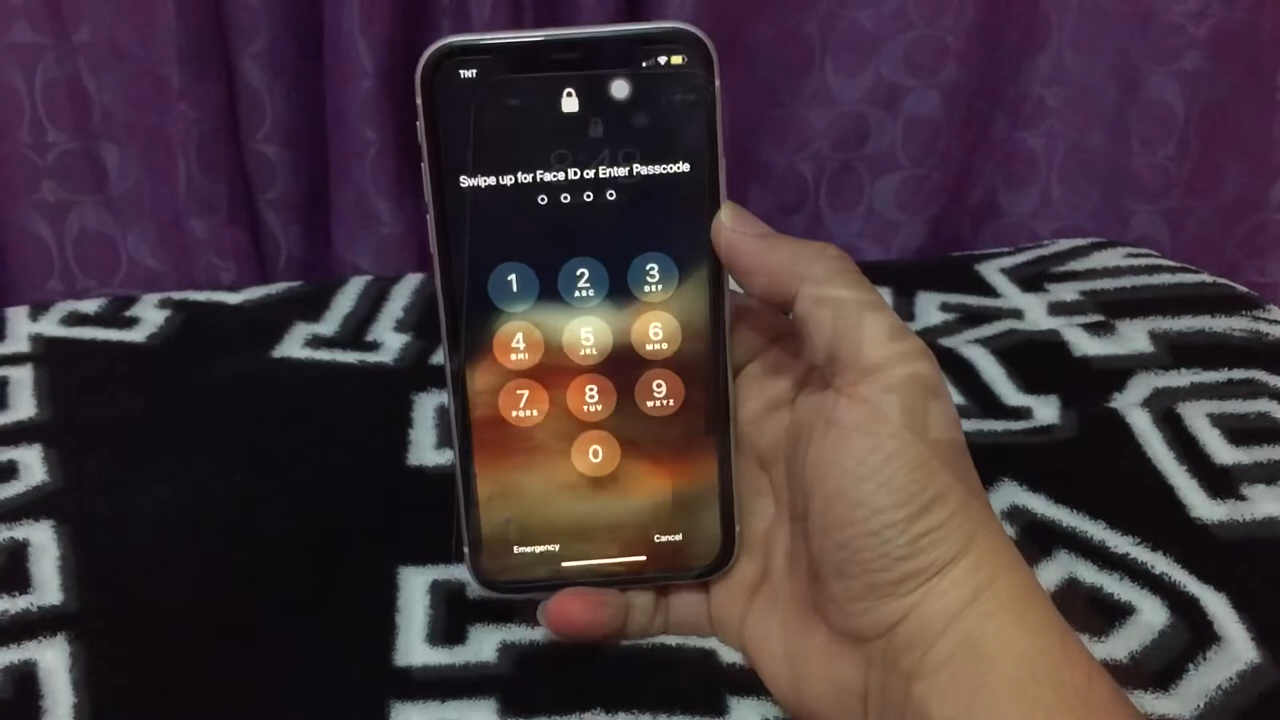 TNT
Swipe up for Face ID or Enter Passcode
1 2 3
ABC DEF
4 5 6
GHI JKL MNO
7 8 9
PQRS TUV WXYZ
0
Emergency Cancel